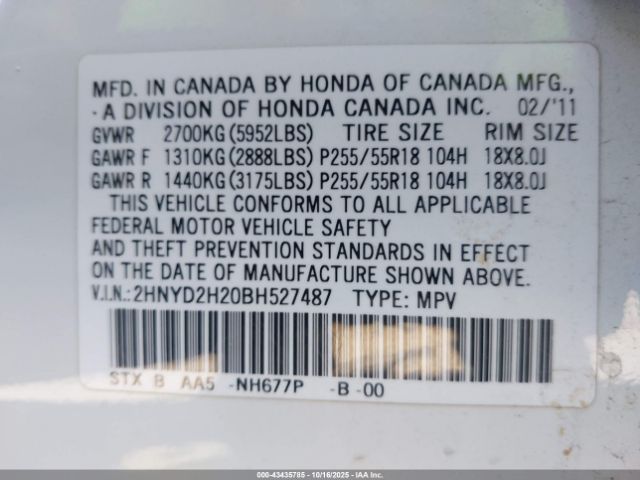 MFD. IN CANADA BY HONDA OF CANADA MFG.,
- A DIVISION OF HONDA CANADA INC. 02/'11
GVWR 2700KG(5952LBS) TIRE SIZE RIM SIZE
GAWR F 1310KG(2888LBS) P255/55R18 104H 18X8.0J
GAWR R 1440KG(3175LBS) P255/55R18 104H 18X8.0J
THIS VEHICLE CONFORMS TO ALL APPLICABLE
FEDERAL MOTOR VEHICLE SAFETY
AND THEFT PREVENTION STANDARDS IN EFFECT
ON THE DATE OF MANUFACTURE SHOWN ABOVE.
V.I.N.:2HNYD2H20BH527487 TYPE: MPV
STX B AA5 -NH677P -B -00
000-43435785 - 10/16/2025 - IAA Inc.